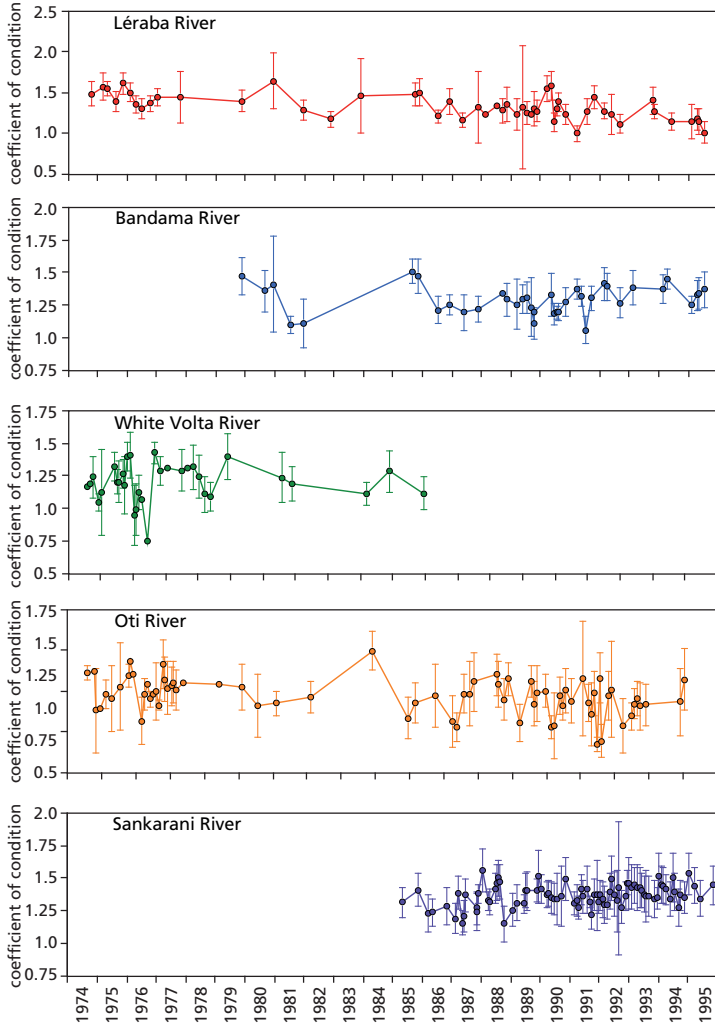 2.5
Léraba River
2.0
1.5
1.0
0.5
coefficient of condition
2.0
Bandama River
1.75
1.5
1.25
1.0
0.75
coefficient of condition
1.75
White Volta River
1.5
1.25
1.0
0.75
0.5
coefficient of condition
1.75
Oti River
1.25
1.25
1.0
0.75
0.5
coefficient of condition
2.0
Sankarani River
1.75
1.5
1.25
1.0
0.75
coefficient of condition
1974 1975 1976 1977 1978 1979 1980 1981 1982 1983 1984 1985 1986 1987 1988 1989 1990 1991 1992 1993 1994 1995